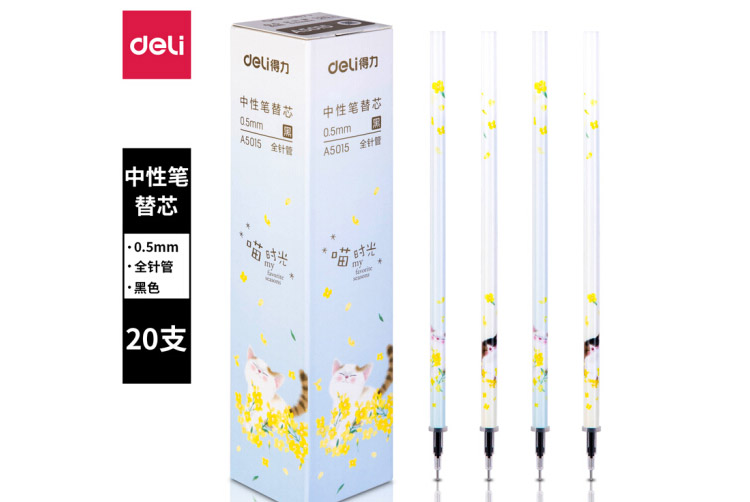 deli
中性笔
替芯
·0.5mm
·全针管
·黑色
20支
A5015
deli得力
中性笔替芯
0.5mm 黑
A5015 全针管
喵时光
my
favorite
seasons
deli得力
中性笔替芯
0.5mm 黑
A5015 全针管
喵时光
my
favorite
seasons